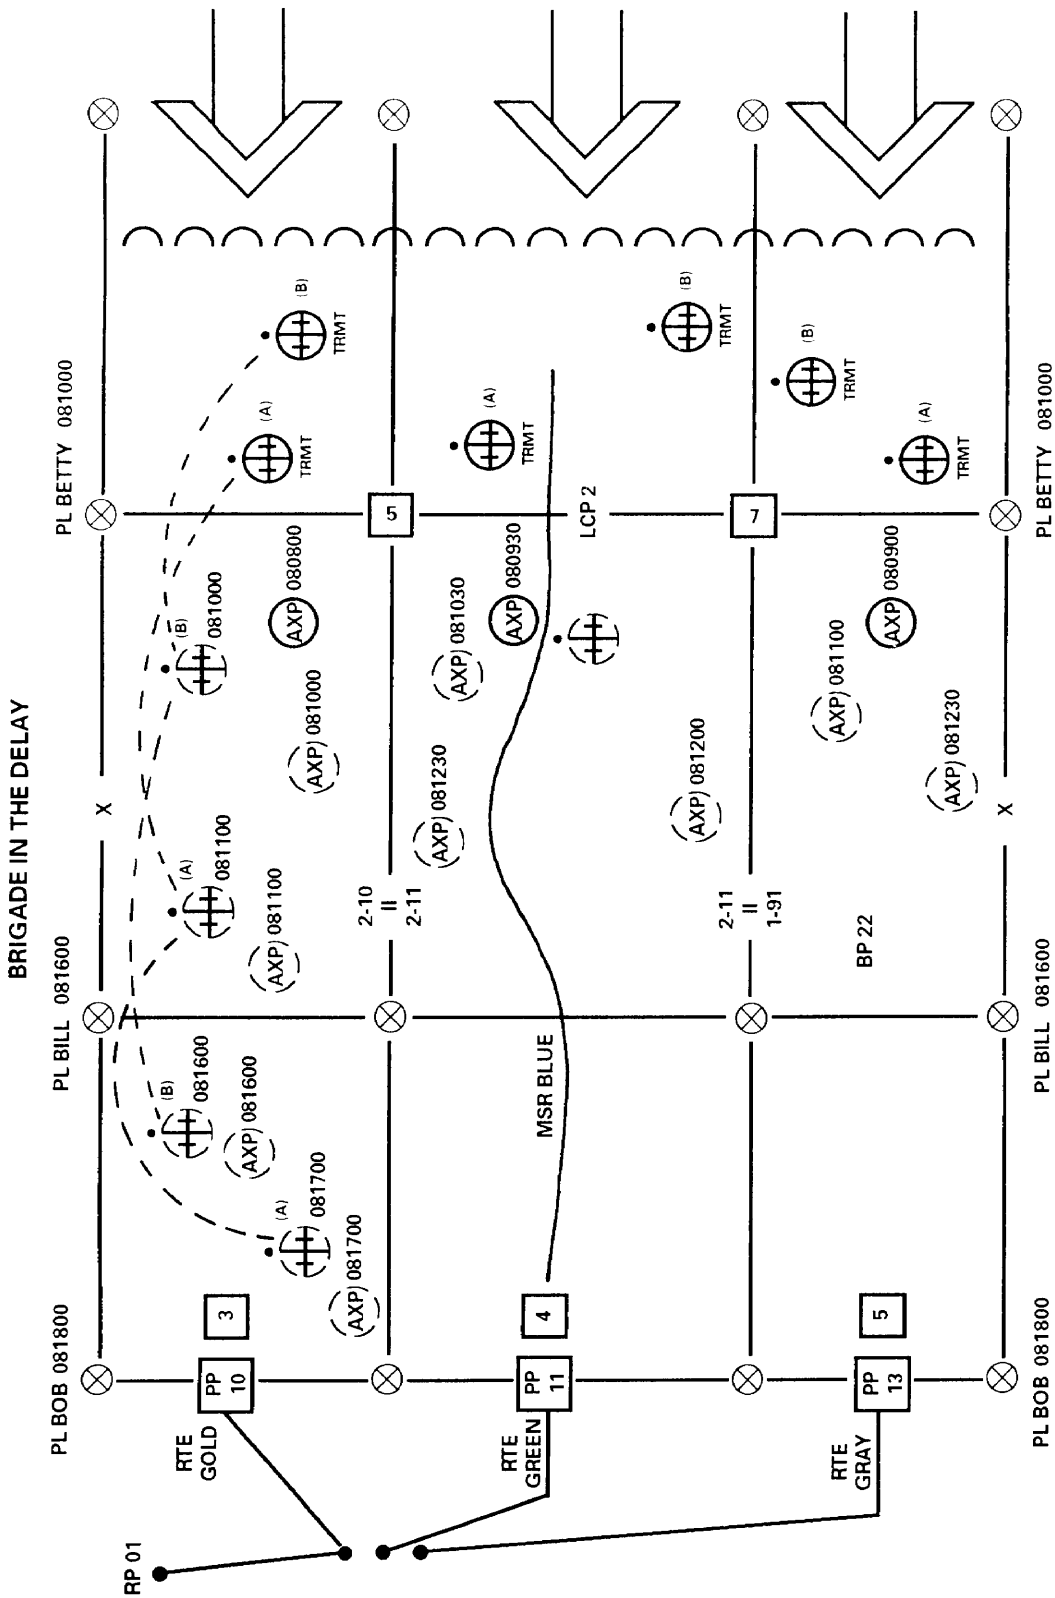 BRIGADE IN THE DELAY
PL BOB 081800
PL BILL 081600
PL BETTY 081000
X
RP 01
RTE
GOLD
PP
10
3
(A)
081700
AXP 081700
(B)
081600
AXP 081600
(A)
081100
AXP 081100
(B)
081000
AXP 081000
AXP 080800
(A)
TRMT
(B)
TRMT
2-10
II
2-11
5
RTE
GREEN
PP
11
4
MSR BLUE
AXP 081230
AXP 081030
AXP 080930
LCP 2
(A)
TRMT
(B)
TRMT
AXP 081200
2-11
II
1-91
7
RTE
GRAY
PP
13
5
BP 22
AXP 081100
AXP 080900
AXP 081230
(B)
TRMT
(A)
TRMT
X
PL BOB 081800
PL BILL 081600
PL BETTY 081000